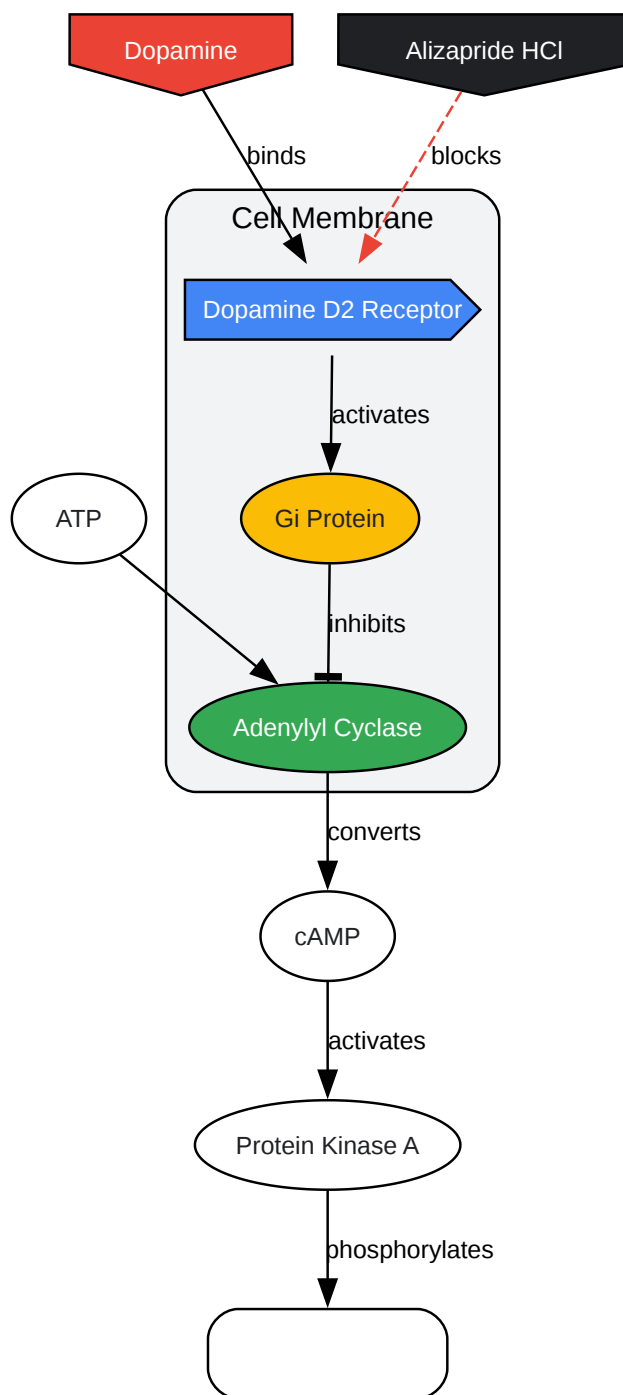 Dopamine
Alizapride HCl
binds
blocks
Cell Membrane
Dopamine D2 Receptor
activates
ATP
Gi Protein
inhibits
Adenylyl Cyclase
converts
cAMP
activates
Protein Kinase A
phosphorylates